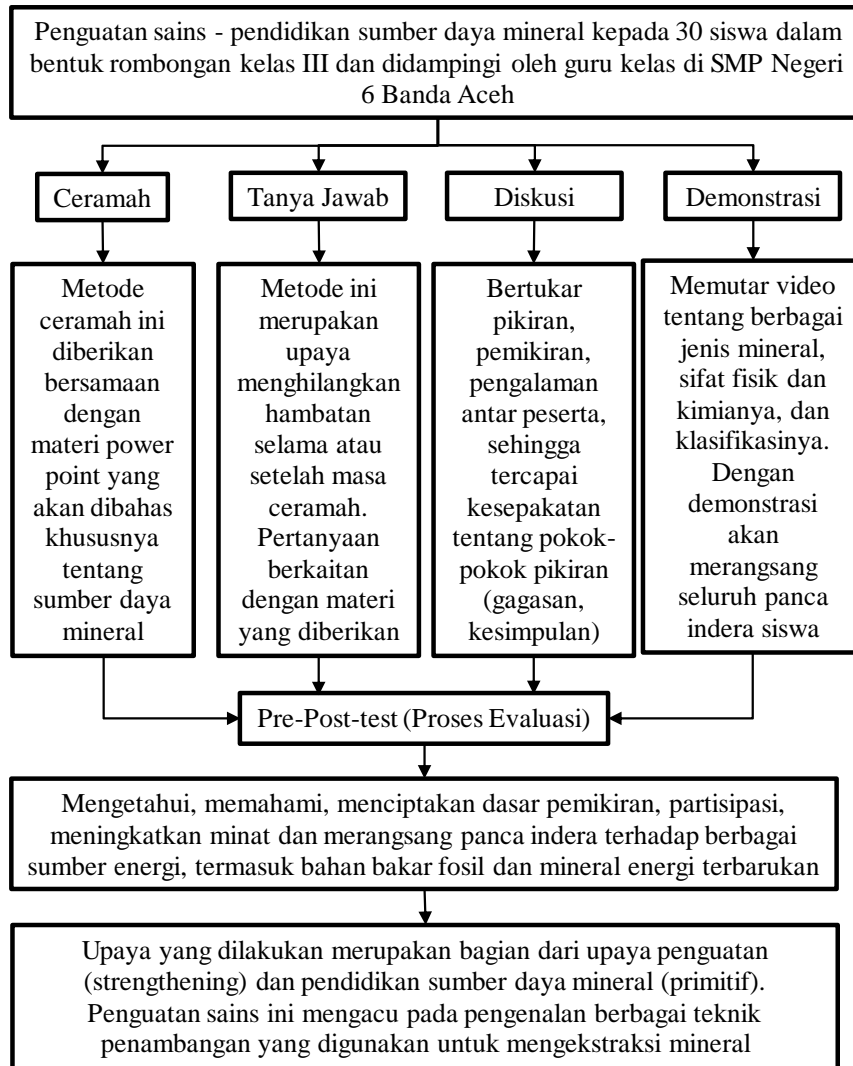 Penguatan sains - pendidikan sumber daya mineral kepada 30 siswa dalam
bentuk rombongan kelas III dan didampingi oleh guru kelas di SMP Negeri
6 Banda Aceh
Ceramah
Tanya Jawab
Diskusi
Demonstrasi
Metode
ceramah ini
diberikan
bersamaan
dengan
materi power
point yang
akan dibahas
khususnya
tentang
sumber daya
mineral
Metode ini
merupakan
upaya
menghilangkan
hambatan
selama atau
setelah masa
ceramah.
Pertanyaan
berkaitan
dengan materi
yang diberikan
Bertukar
pikiran,
pemikiran,
pengalaman
antar peserta,
sehingga
tercapai
kesepakatan
tentang pokok-
pokok pikiran
(gagasan,
kesimpulan)
Memutar video
tentang berbagai
jenis mineral,
sifat fisik dan
kimianya, dan
klasifikasinya.
Dengan
demonstrasi
akan
merangsang
seluruh panca
indera siswa
Pre-Post-test (Proses Evaluasi)
Mengetahui, memahami, menciptakan dasar pemikiran, partisipasi,
meningkatkan minat dan merangsang panca indera terhadap berbagai
sumber energi, termasuk bahan bakar fosil dan mineral energi terbarukan
Upaya yang dilakukan merupakan bagian dari upaya penguatan
(strengthening) dan pendidikan sumber daya mineral (primitif).
Penguatan sains ini mengacu pada pengenalan berbagai teknik
penambangan yang digunakan untuk mengekstraksi mineral